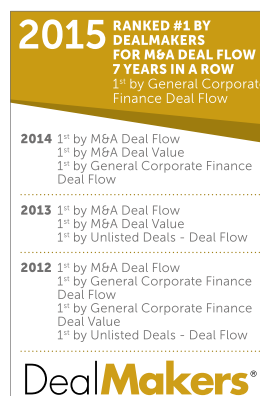 2015 RANKED #1 BY
DEALMAKERS
FOR M&A DEAL FLOW
7 YEARS IN A ROW
1st by General Corporate
Finance Deal Flow
2014 1st by M&A Deal Flow
1st by M&A Deal Value
1st by General Corporate Finance
Deal Flow
2013 1st by M&A Deal Flow
1st by M&A Deal Value
1st by Unlisted Deals - Deal Flow
2012 1st by M&A Deal Flow
1st by General Corporate Finance
Deal Flow
1st by General Corporate Finance
Deal Value
1st by Unlisted Deals - Deal Flow
DealMakers®